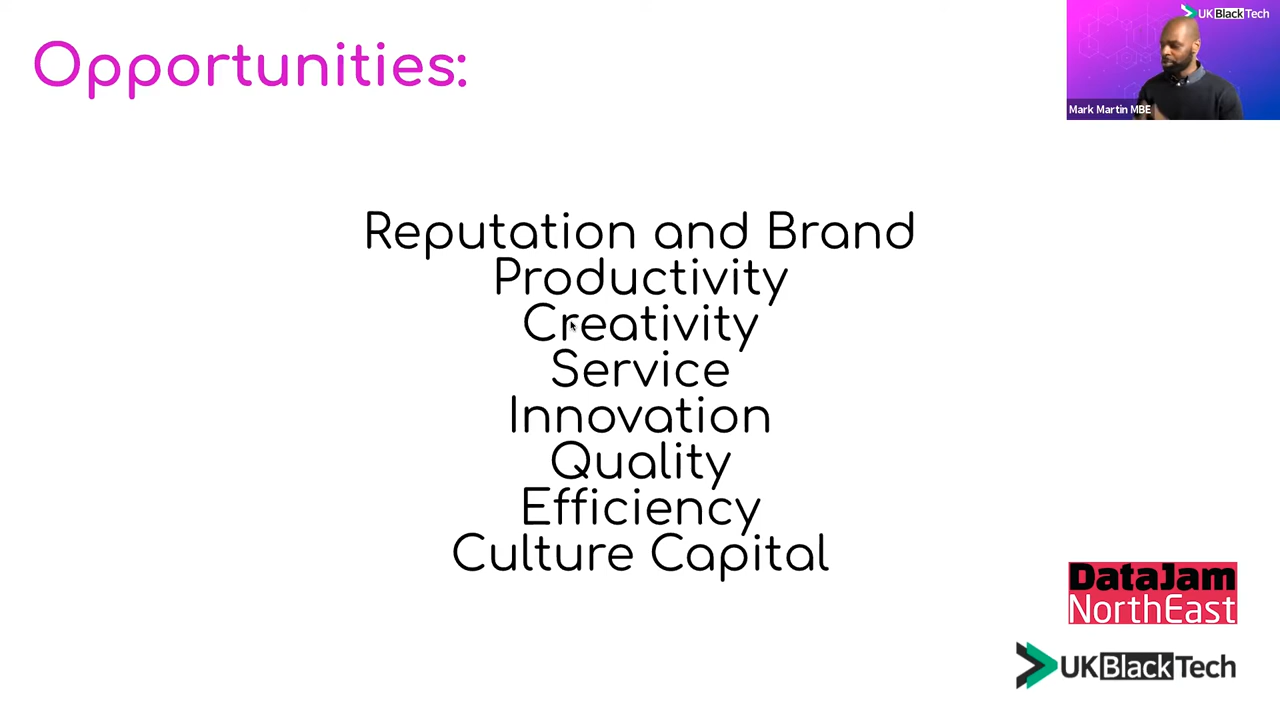 Opportunities:
UKBlackTech
Mark Martin MBE
Reputation and Brand
Productivity
Creativity
Service
Innovation
Quality
Efficiency
Culture Capital
DataJam
NorthEast
UKBlackTech